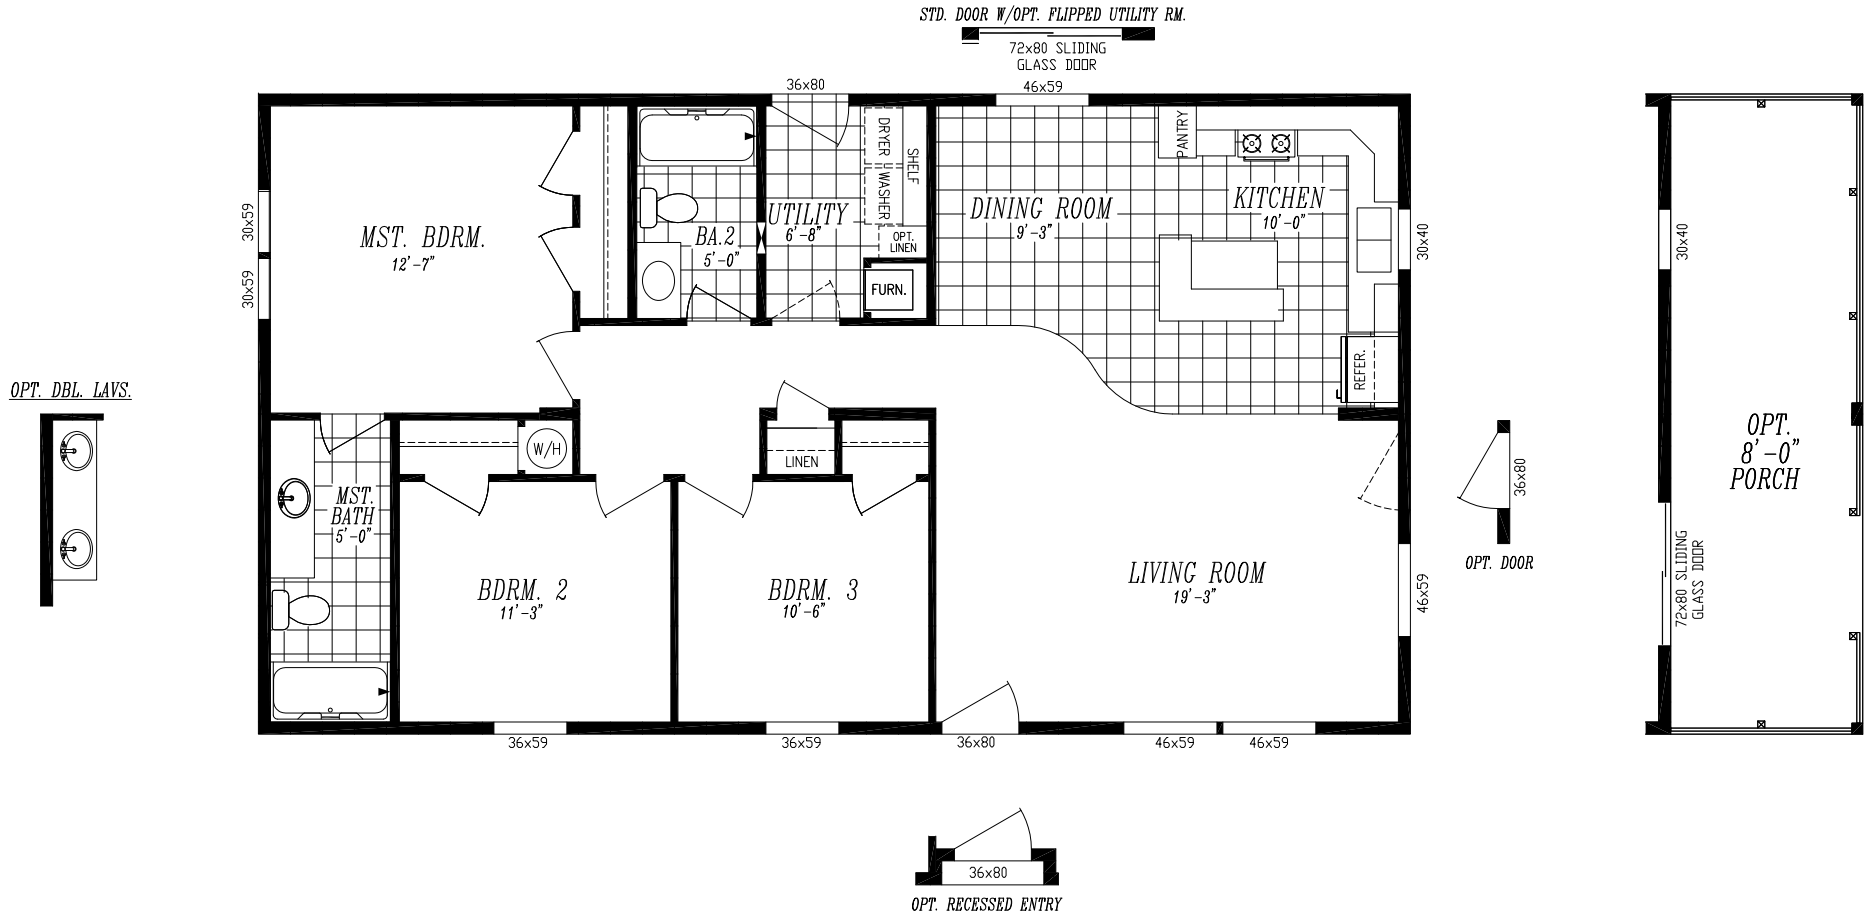 STD. DOOR W/OPT. FLIPPED UTILITY RM.
72x80 SLIDING
GLASS DOOR
36x80
46x59
DRYER
WASHER
SHELF
PANTRY
30x59
30x59
MST. BDRM.
12'-7"
BA.2
5'-0"
UTILITY
6'-8"
OPT.
LINEN
FURN.
DINING ROOM
9'-3"
KITCHEN
10'-0"
30x40
30x40
REFER.
OPT. DBL. LAVS.
W/H
LINEN
MST.
BATH
5'-0"
BDRM. 2
11'-3"
BDRM. 3
10'-6"
LIVING ROOM
19'-3"
46x59
36x80
OPT. DOOR
OPT.
8'-0"
PORCH
72x80 SLIDING
GLASS DOOR
36x59
36x59
36x80
46x59
46x59
36x80
OPT. RECESSED ENTRY